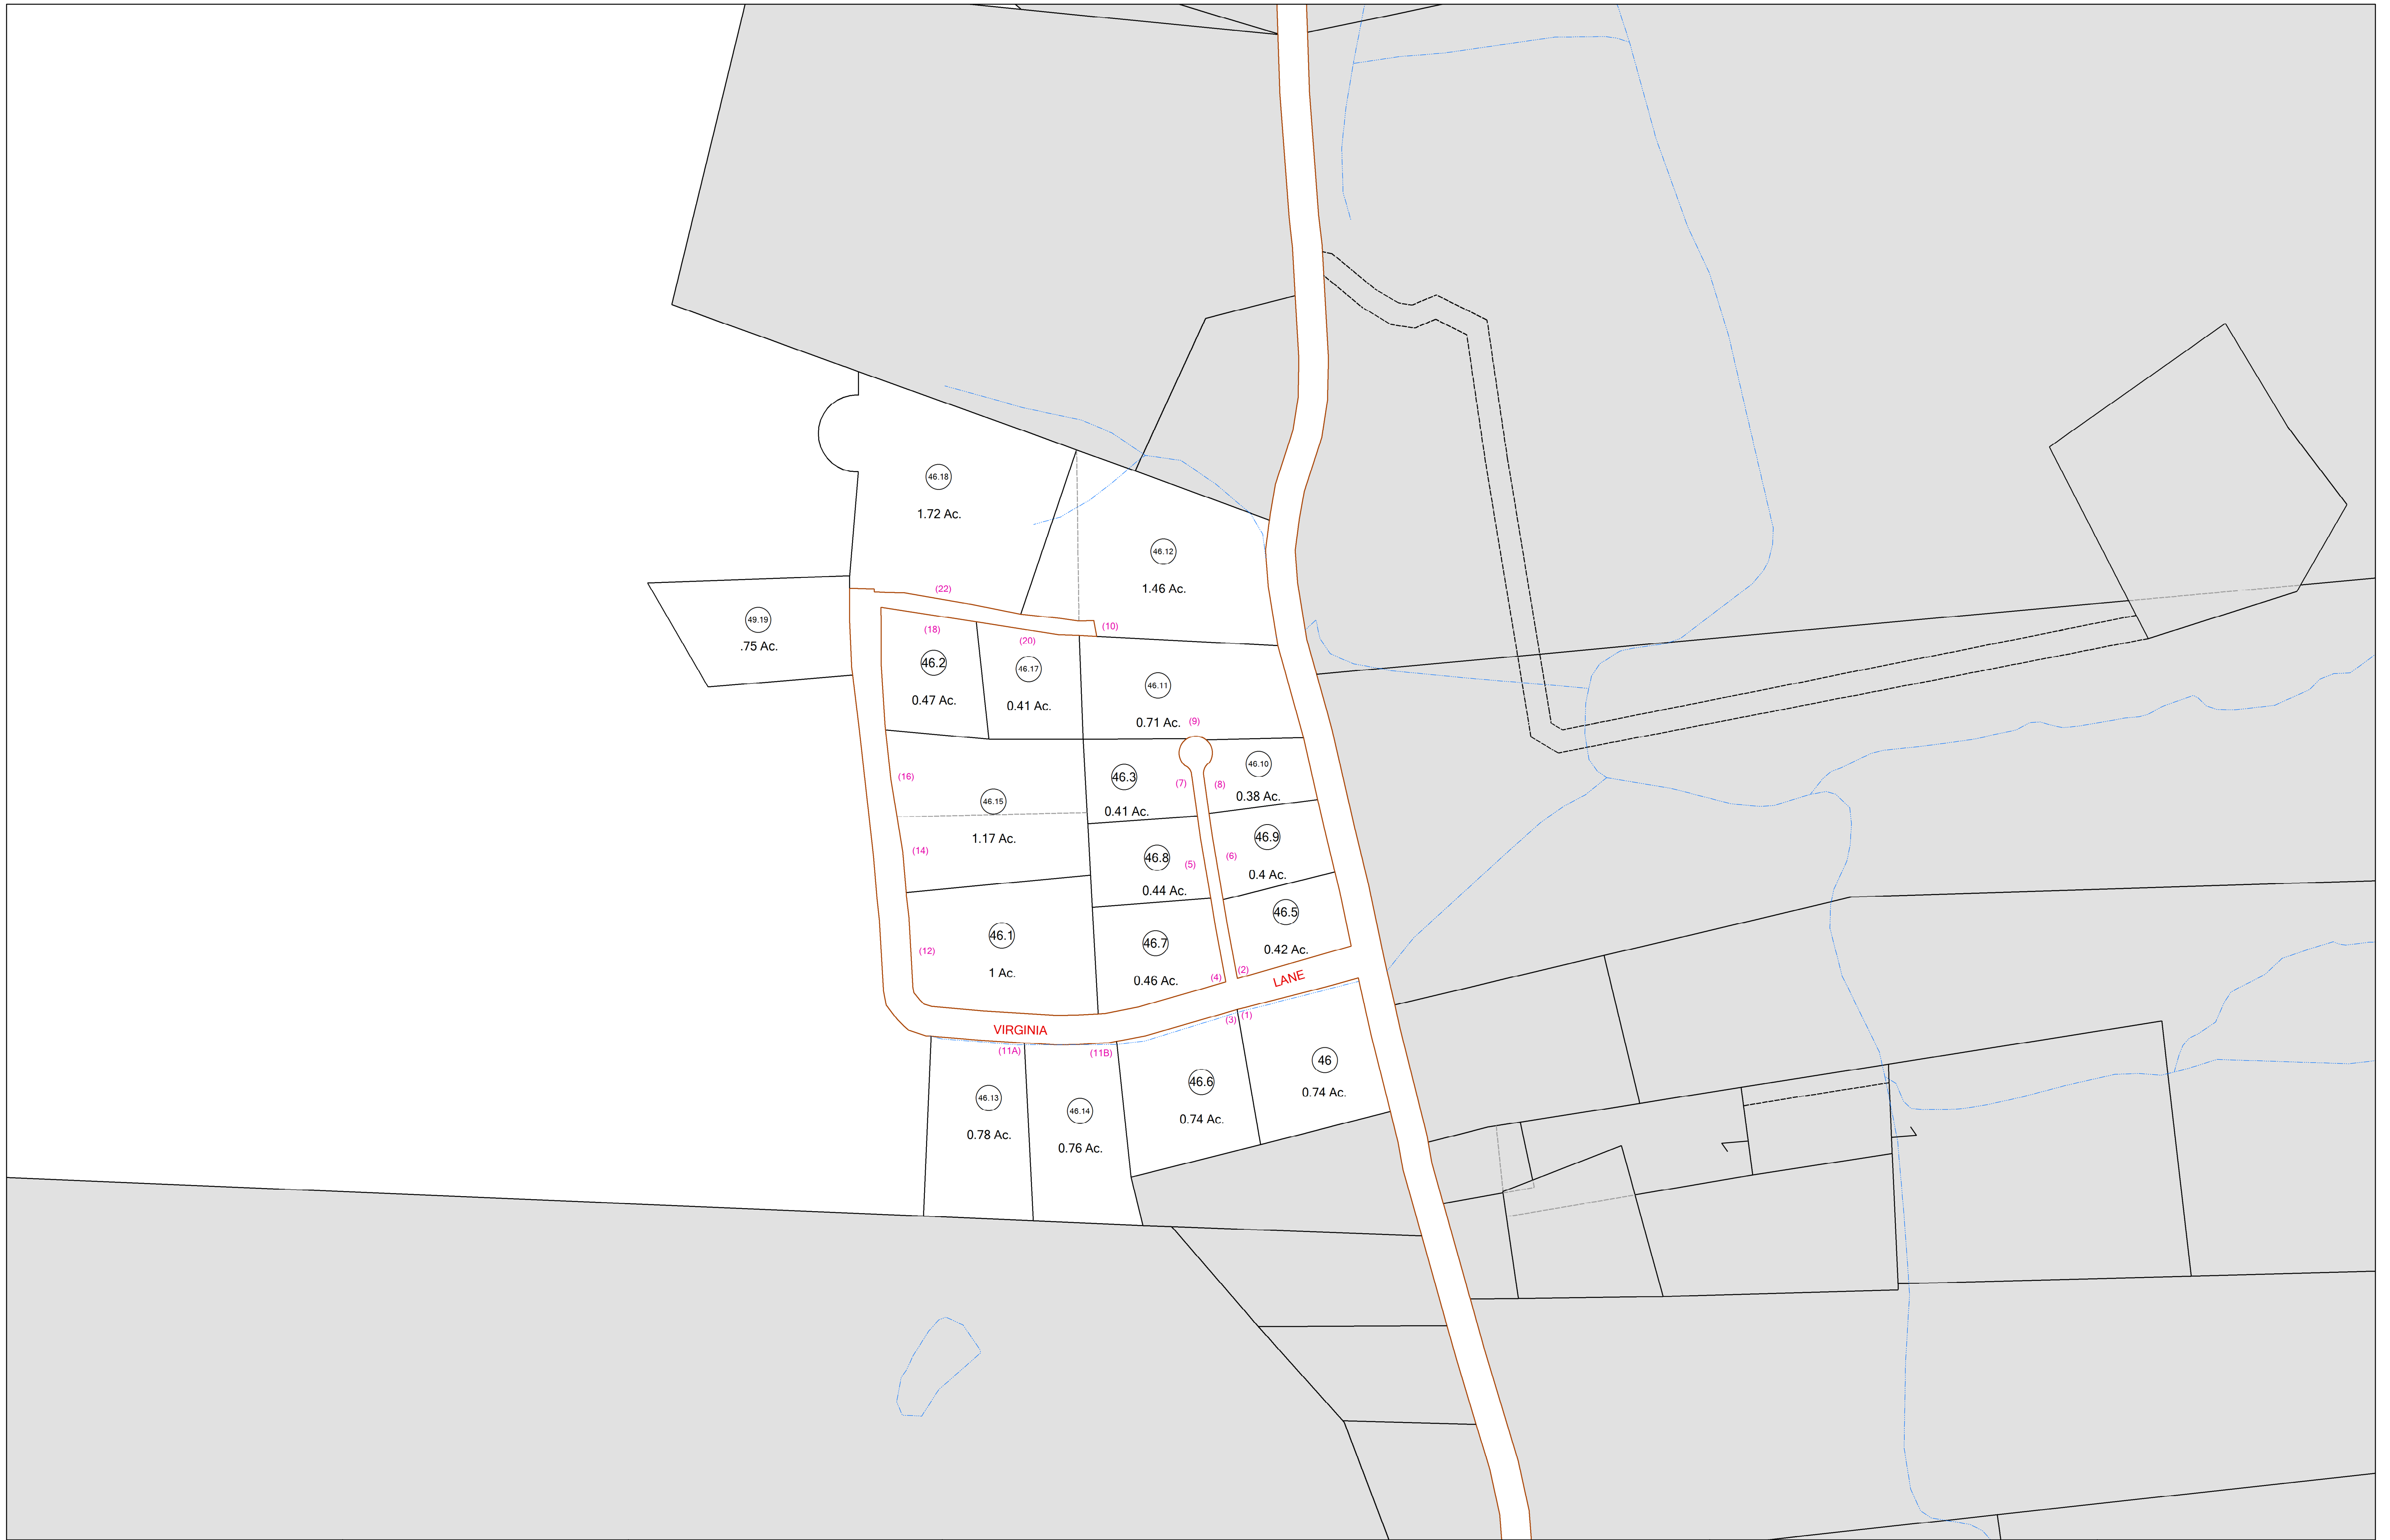 46.18
1.72 Ac.
46.12
1.46 Ac.
(22)
(10)
49.19
.75 Ac.
(18)
(20)
46.2
0.47 Ac.
46.17
0.41 Ac.
46.11
0.71 Ac.
(9)
(16)
46.15
1.17 Ac.
(14)
46.3
0.41 Ac.
(7)
(8)
46.10
0.38 Ac.
46.8
0.44 Ac.
(5)
(6)
46.9
0.4 Ac.
46.1
1 Ac.
(12)
46.7
0.46 Ac.
(4)
(2)
46.5
0.42 Ac.
VIRGINIA LANE
(11A)
(11B)
(3)
(1)
46.13
0.78 Ac.
46.14
0.76 Ac.
46.6
0.74 Ac.
46
0.74 Ac.